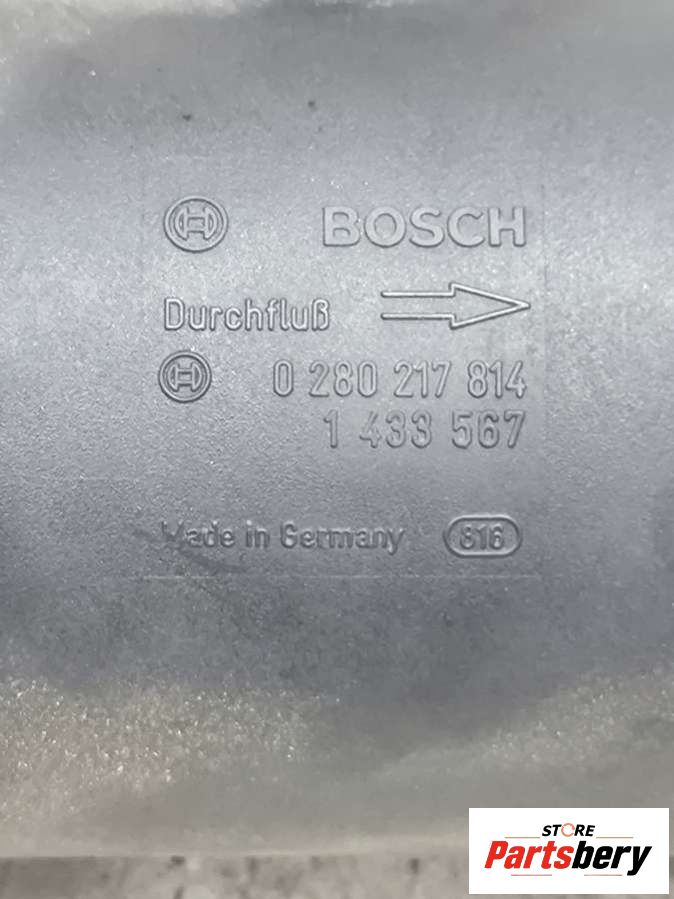 BOSCH
Durchfluß
0 280 217 814
1 433 567
Made in Germany 816
STORE
Partsbery